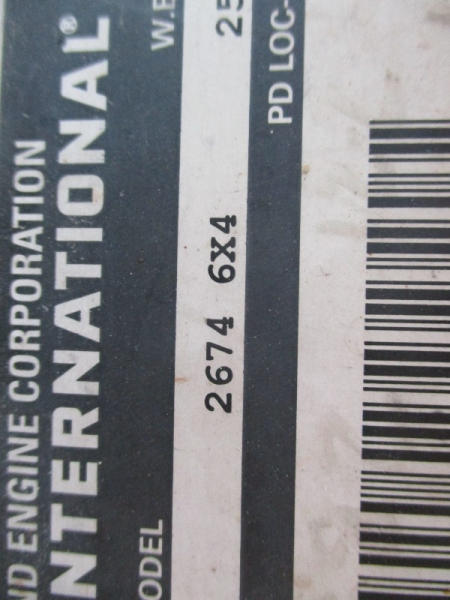 ND ENGINE CORPORATION
NTERNATIONAL®
ODEL W.B
2674 6X4 25
PD LOC-